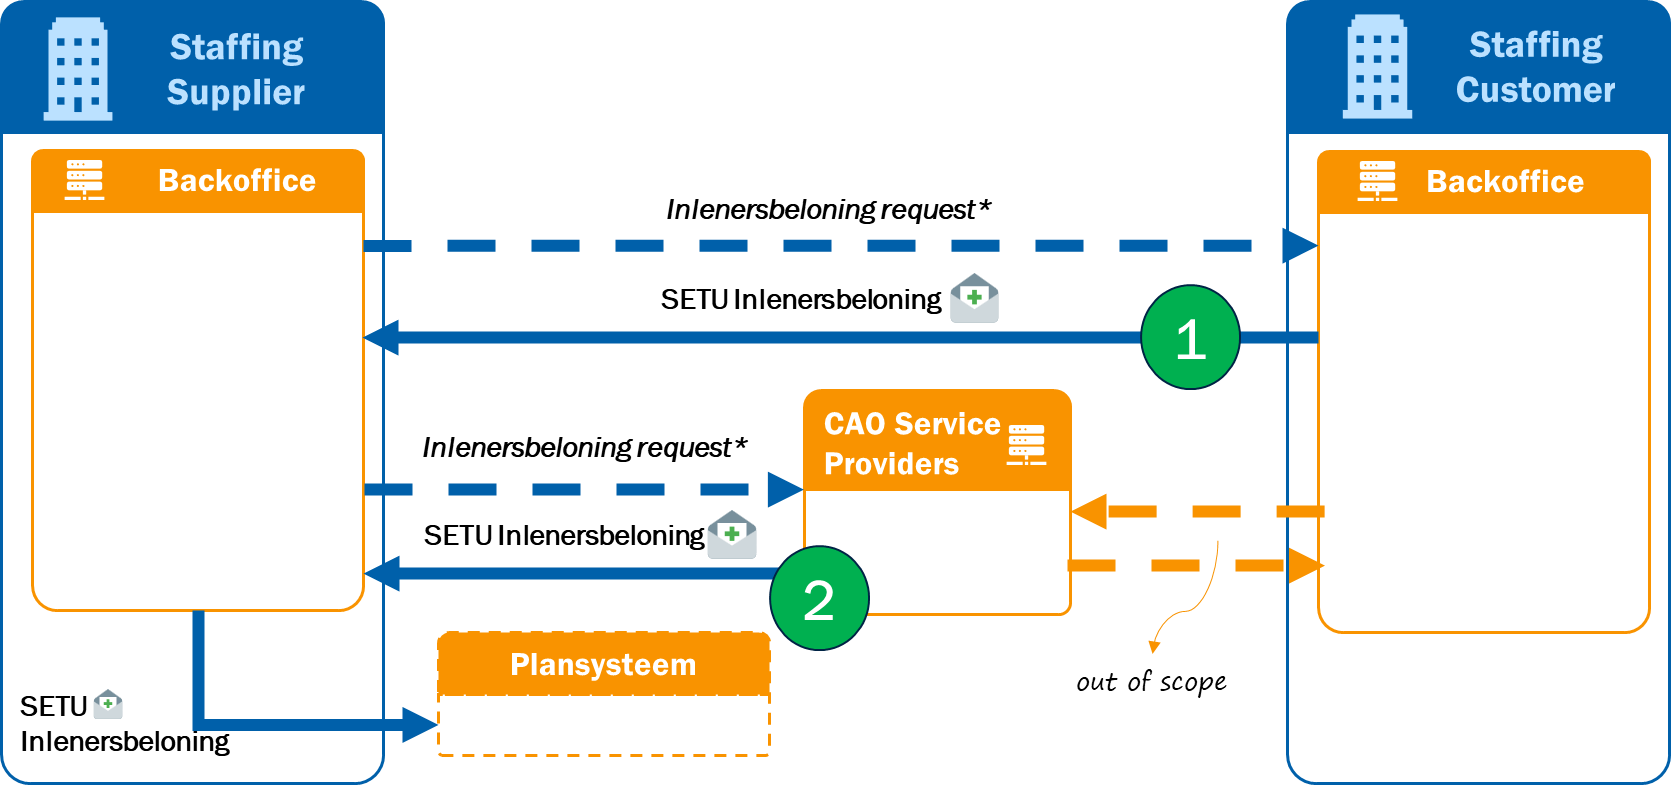 Staffing
Supplier
Staffing
Customer
Backoffice
Backoffice
Inlenersbeloning request*
SETU Inlenersbeloning
1
CAO Service
Providers
Inlenersbeloning request*
SETU Inlenersbeloning
2
Plansysteem
out of scope
SETU
Inlenersbeloning